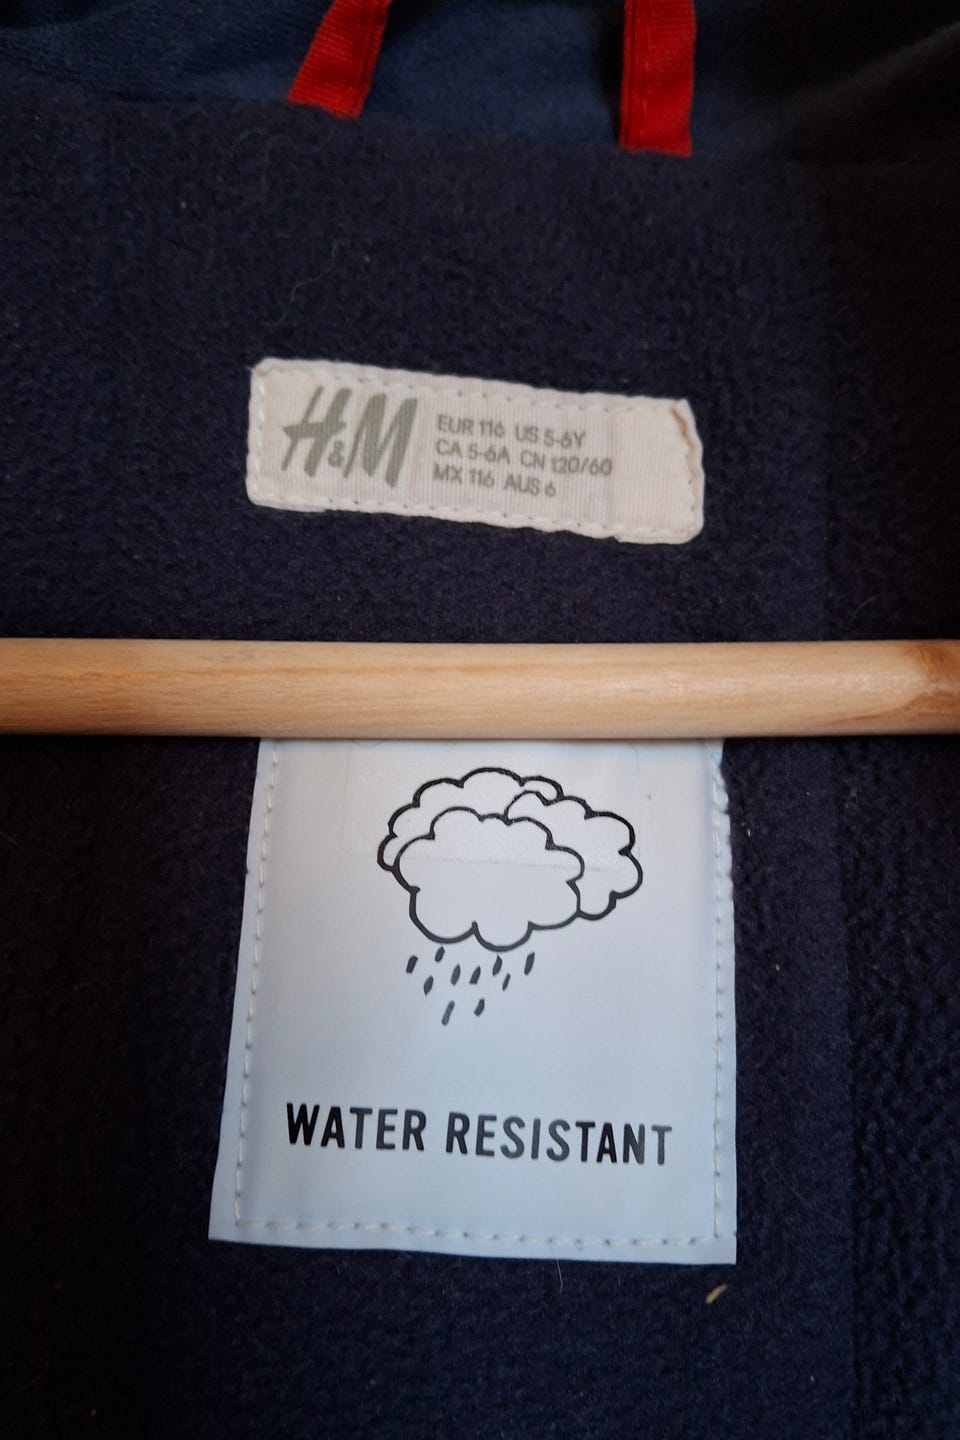 H&M
EUR 116 US 5-6Y
CA 5-6A CN 120/60
MX 116 AUS 6
WATER RESISTANT